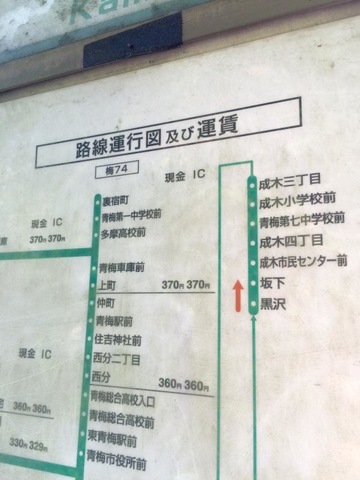 Kam
路線運行図及び運賃
梅74
現金 IC
成木三丁目
成木小学校前
青梅第七中学校前
成木四丁目
成木市民センター前
坂下
黒沢
裏宿町
青梅第一中学校前
多摩高校前
現金 IC
庫 370円 370円
青梅車庫前
上町 370円 370円
仲町
青梅駅前
住吉神社前
西分二丁目
西分 360円 360円
青梅総合高校入口
青梅総合高校前
東青梅駅前
青梅市役所前
現金 IC
宅 360円 360円
330円 329円